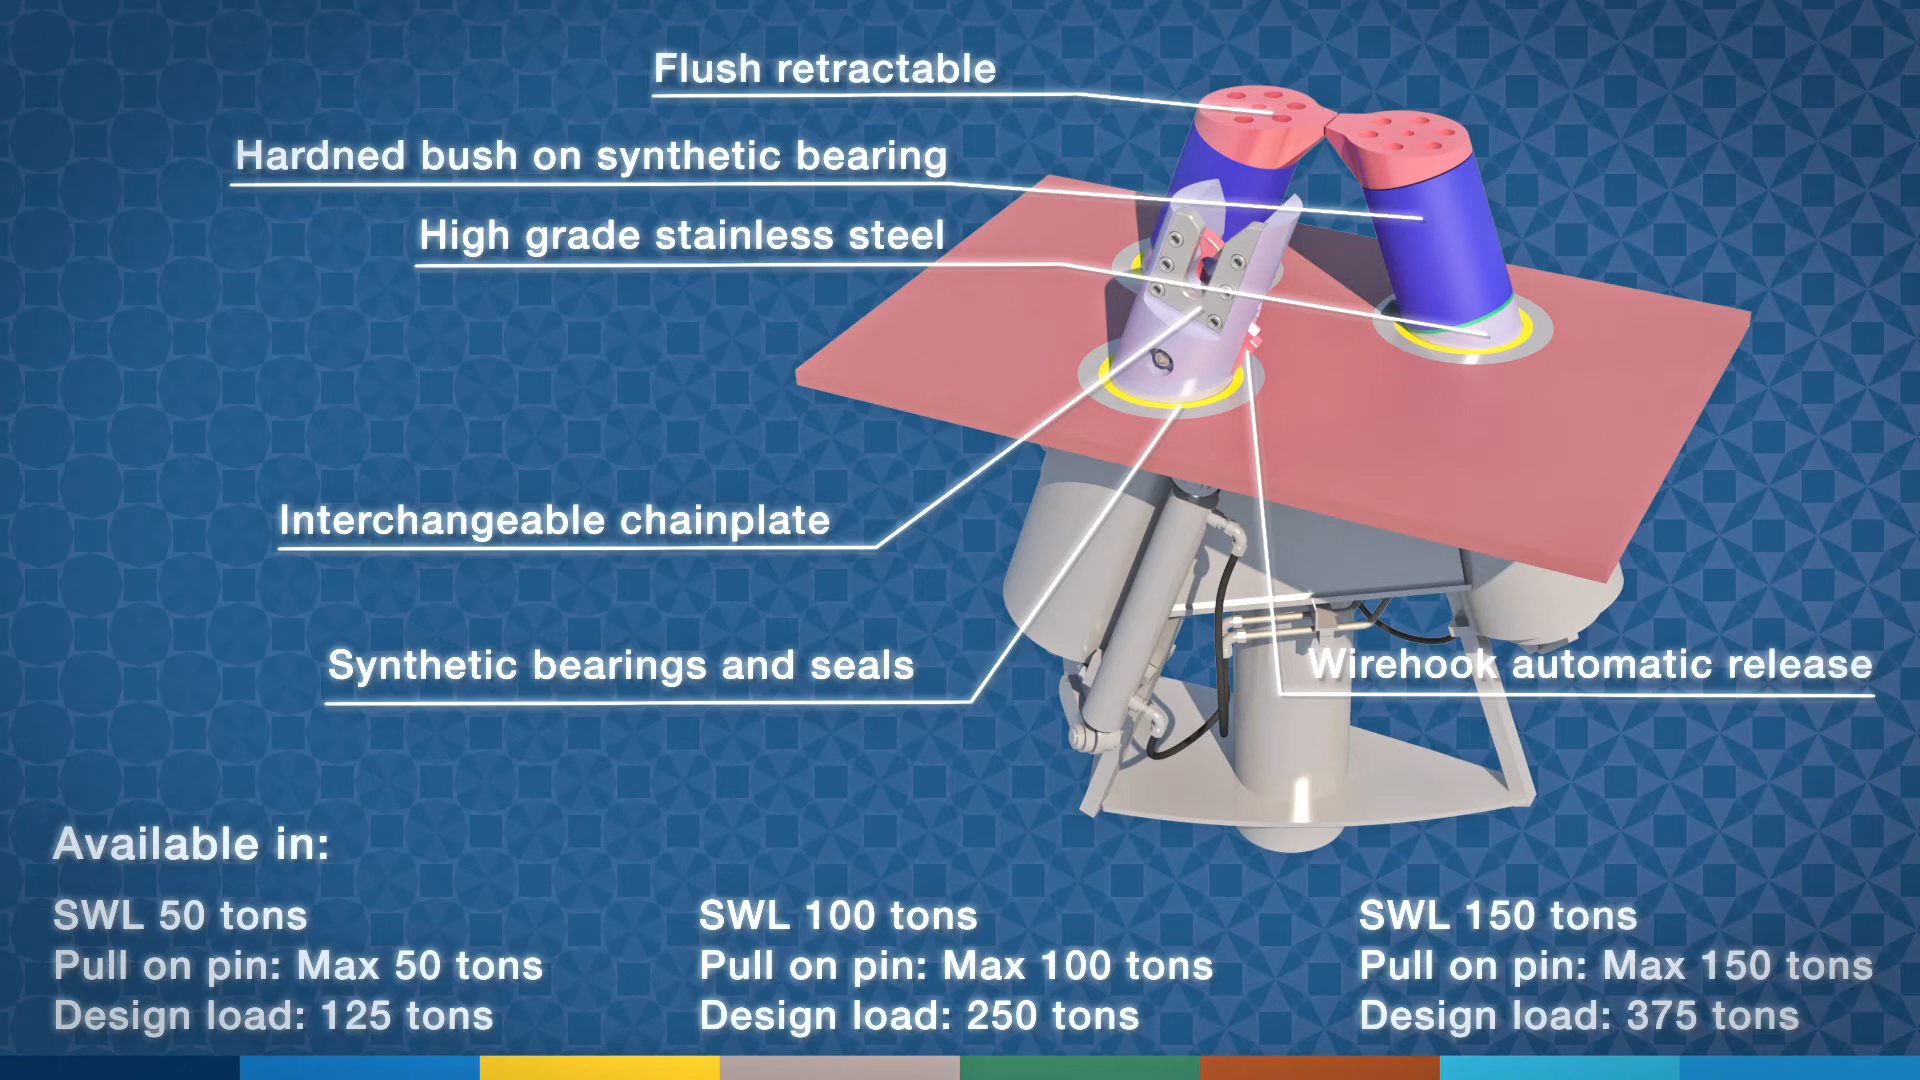 Flush retractable
Hardned bush on synthetic bearing
High grade stainless steel
Interchangeable chainplate
Synthetic bearings and seals
Wirehook automatic release
Available in:
SWL 50 tons
Pull on pin: Max 50 tons
Design load: 125 tons
SWL 100 tons
Pull on pin: Max 100 tons
Design load: 250 tons
SWL 150 tons
Pull on pin: Max 150 tons
Design load: 375 tons